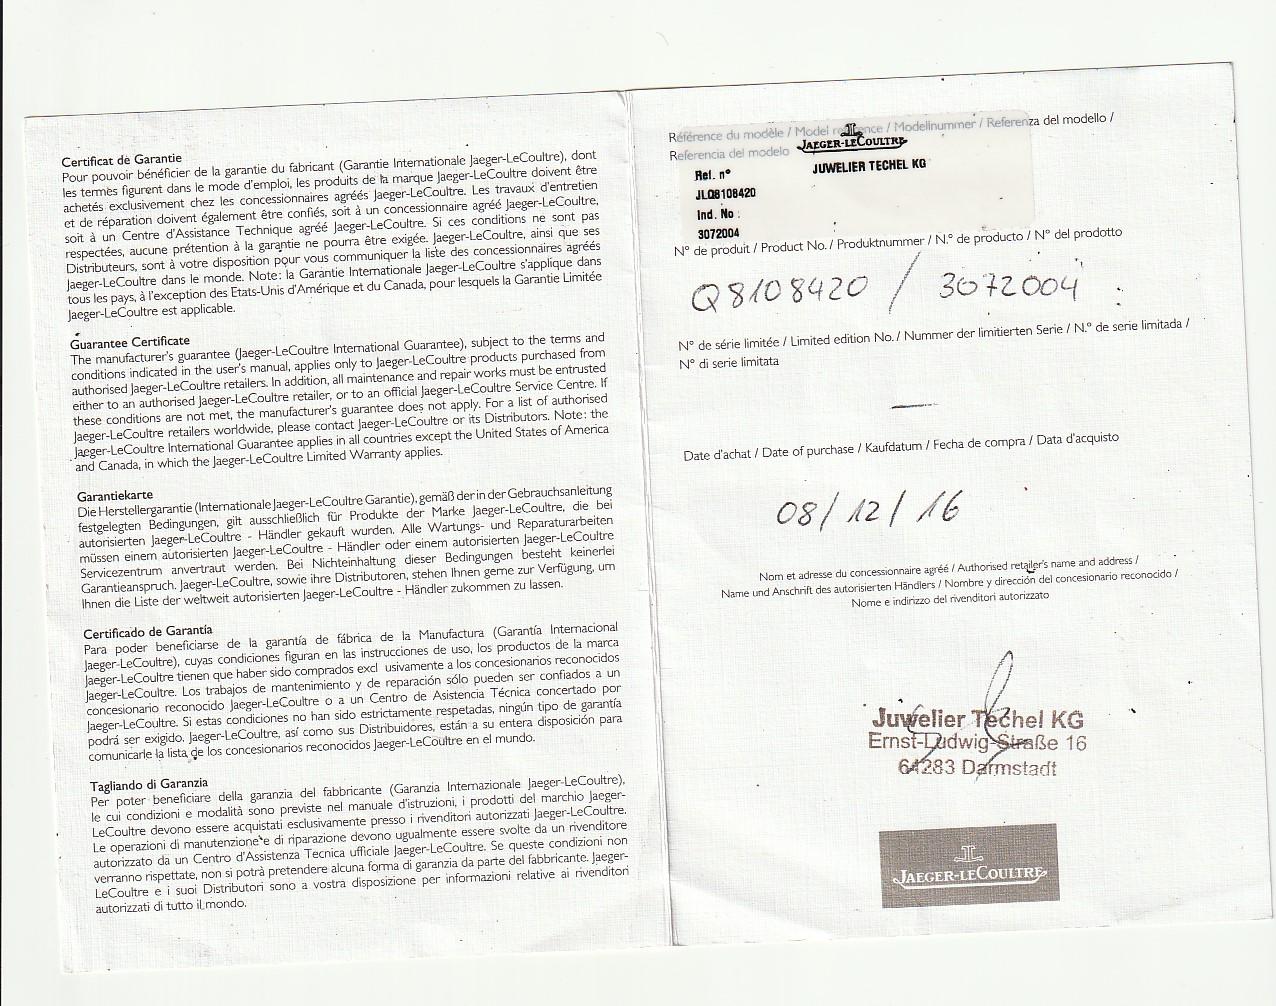 Certificat de Garantie
Pour pouvoir bénéficier de la garantie du fabricant (Garantie Internationale Jaeger-LeCoultre), dont
les termes figurent dans le mode d'emploi, les produits de la marque Jaeger-LeCoultre doivent être
achetés exclusivement chez les concessionnaires agréés Jaeger-LeCoultre. Les travaux d'entretien
et de réparation doivent également être confiés, soit à un concessionnaire agréé Jaeger-LeCoultre,
soit à un Centre d'Assistance Technique agréé Jaeger-LeCoultre. Si ces conditions ne sont pas
respectées, aucune prétention à la garantie ne pourra être exigée. Jaeger-LeCoultre, ainsi que ses
Distributeurs, sont à votre disposition pour vous communiquer la liste des concessionnaires agréés
Jaeger-LeCoultre dans le monde. Note: la Garantie Internationale Jaeger-LeCoultre s'applique dans
tous les pays, à l'exception des Etats-Unis d'Amérique et du Canada, pour lesquels la Garantie Limitée
Jaeger-LeCoultre est applicable.
Guarantee Certificate
The manufacturer's guarantee (Jaeger-LeCoultre International Guarantee), subject to the terms and
conditions indicated in the user's manual, applies only to Jaeger-LeCoultre products purchased from
authorised Jaeger-LeCoultre retailers. In addition, all maintenance and repair works must be entrusted
either to an authorised Jaeger-LeCoultre retailer, or to an official Jaeger-LeCoultre Service Centre. If
these conditions are not met, the manufacturer's guarantee does not apply. For a list of authorised
Jaeger-LeCoultre retailers worldwide, please contact Jaeger-LeCoultre or its Distributors. Note: the
Jaeger-LeCoultre International Guarantee applies in all countries except the United States of America
and Canada, in which the Jaeger-LeCoultre Limited Warranty applies.
Garantiekarte
Die Herstellergarantie (Internationale Jaeger-LeCoultre Garantie), gemäß der in der Gebrauchsanleitung
festgelegten Bedingungen, gilt ausschließlich für Produkte der Marke Jaeger-LeCoultre, die bei
autorisierten Jaeger-LeCoultre - Händler gekauft wurden. Alle Wartungs- und Reparaturarbeiten
müssen einem autorisierten Jaeger-LeCoultre - Händler oder einem autorisierten Jaeger-LeCoultre
Servicezentrum anvertraut werden. Bei Nichteinhaltung dieser Bedingungen besteht keinerlei
Garantieanspruch. Jaeger-LeCoultre, sowie ihre Distributoren, stehen Ihnen gerne zur Verfügung, um
Ihnen die Liste der weltweit autorisierten Jaeger-LeCoultre - Händler zukommen zu lassen.
Certificado de Garantía
Para poder beneficiarse de la garantía de fábrica de la Manufactura (Garantía Internacional
Jaeger-LeCoultre), cuyas condiciones figuran en las instrucciones de uso, los productos de la marca
Jaeger-LeCoultre tienen que haber sido comprados excl usivamente a los concesionarios reconocidos
Jaeger-LeCoultre. Los trabajos de mantenimiento y de reparación sólo pueden ser confiados a un
concesionario reconocido Jaeger-LeCoultre o a un Centro de Asistencia Técnica concertado por
Jaeger-LeCoultre. Si estas condiciones no han sido estrictamente respetadas, ningún tipo de garantía
podrá ser exigido. Jaeger-LeCoultre, así como sus Distribuidores, están a su entera disposición para
comunicarle la lista de los concesionarios reconocidos Jaeger-LeCoultre en el mondo.
Tagliando di Garanzia
Per poter beneficiare della garanzia del fabbricante (Garanzia Internazionale Jaeger-LeCoultre),
le cui condizioni e modalità sono previste nel manuale d'istruzioni, i prodotti del marchio Jaeger-
LeCoultre devono essere acquistati esclusivamente presso i rivenditori autorizzati Jaeger-LeCoultre.
Le operazioni di manutenzione e di riparazione devono ugualmente essere svolte da un rivenditore
autorizzato da un Centro d'Assistenza Tecnica ufficiale Jaeger-LeCoultre. Se queste condizioni non
verranno rispettate, non si potrà pretendere alcuna forma di garanzia da parte del fabbricante. Jaeger-
LeCoultre e i suoi Distributori sono a vostra disposizione per informazioni relative ai rivenditori
autorizzati di tutto il mondo.
Référence du modèle / Model reference / Modellnummer / Referenza del modello /
Referencia del modelo
JAEGER-LECOULTRE
JUWELIER TECHEL KG
Ref. n°
JLQ8108420
Ind. No :
3072004
N° de produit / Product No. / Produktnummer / N.° de producto / N° del prodotto
Q8108420 / 3072004
N° de série limitée / Limited edition No. / Nummer der limitierten Serie / N.° de serie limitada /
N° di serie limitata
—
Date d'achat / Date of purchase / Kaufdatum / Fecha de compra / Data d'acquisto
08/12/16
Nom et adresse du concessionnaire agréé / Authorised retailer's name and address /
Name und Anschrift des autorisierten Händlers / Nombre y dirección del concesionario reconocido /
Nome e indirizzo del rivenditori autorizzato
Juwelier Techel KG
Ernst-Ludwig-Straße 16
64283 Darmstadt
JAEGER-LECOULTRE